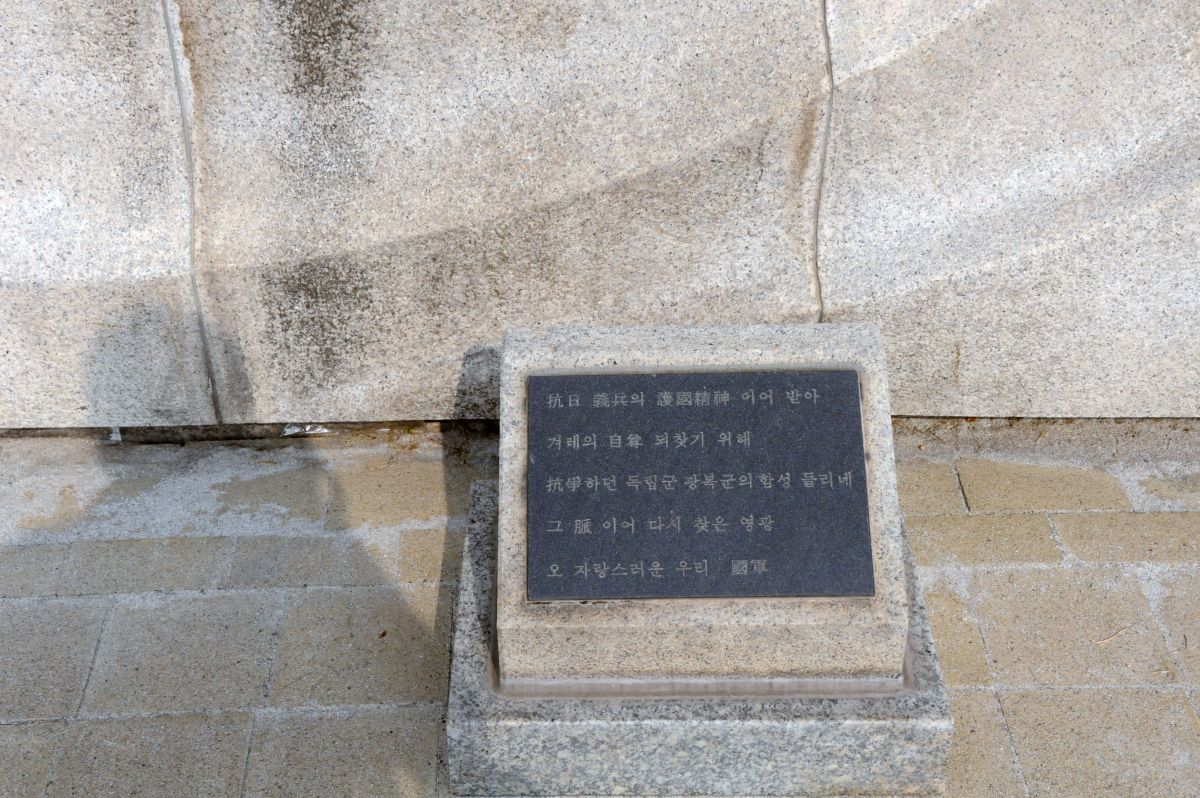 抗日 義兵의 護國精神 이어 받아
겨레의 自尊 되찾기 위해
抗爭하던 독립군 광복군의함성 들리네
그 脈 이어 다시 찾은 영광
오 자랑스러운 우리 國軍